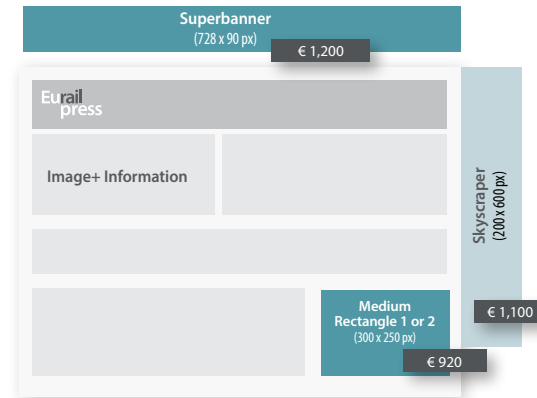 Superbanner
(728 x 90 px)
€ 1,200
Eurail
press
Image+ Information
Skyscraper
(200 x 600 px)
€ 1,100
Medium
Rectangle 1 or 2
(300 x 250 px)
€ 920